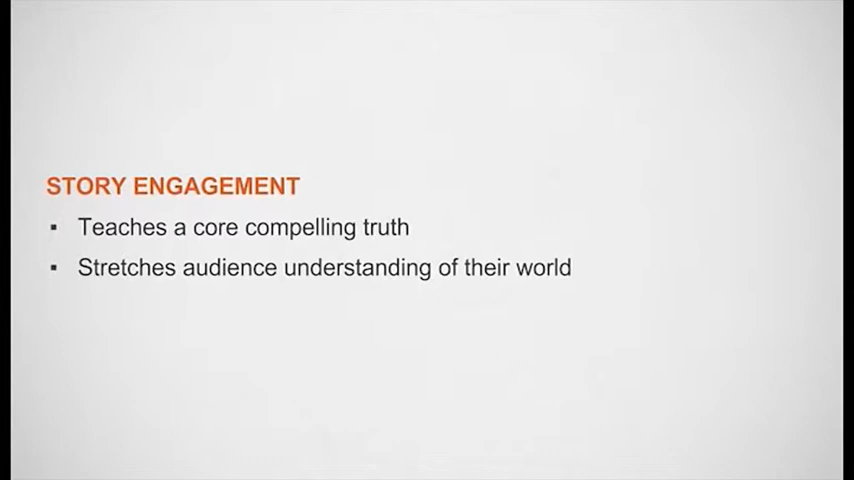 STORY ENGAGEMENT
▪ Teaches a core compelling truth
▪ Stretches audience understanding of their world